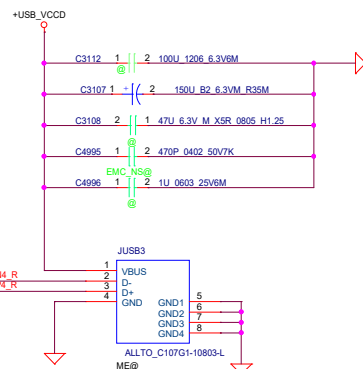 +USB_VCCD
C3112 1 2 100U_1206_6.3V6M
@
C3107 1 + 2 150U_B2_6.3VM_R35M
C3108 2 1 47U_6.3V_M_X5R_0805_H1.25
@
C4995 1 2 470P_0402_50V7K
EMC_NS@
C4996 1 2 1U_0603_25V6M
@
JUSB3
1 VBUS
2 D-
3 D+
4 GND
GND1 5
GND2 6
GND3 7
GND4 8
ALLTO_C107G1-10803-L
ME@